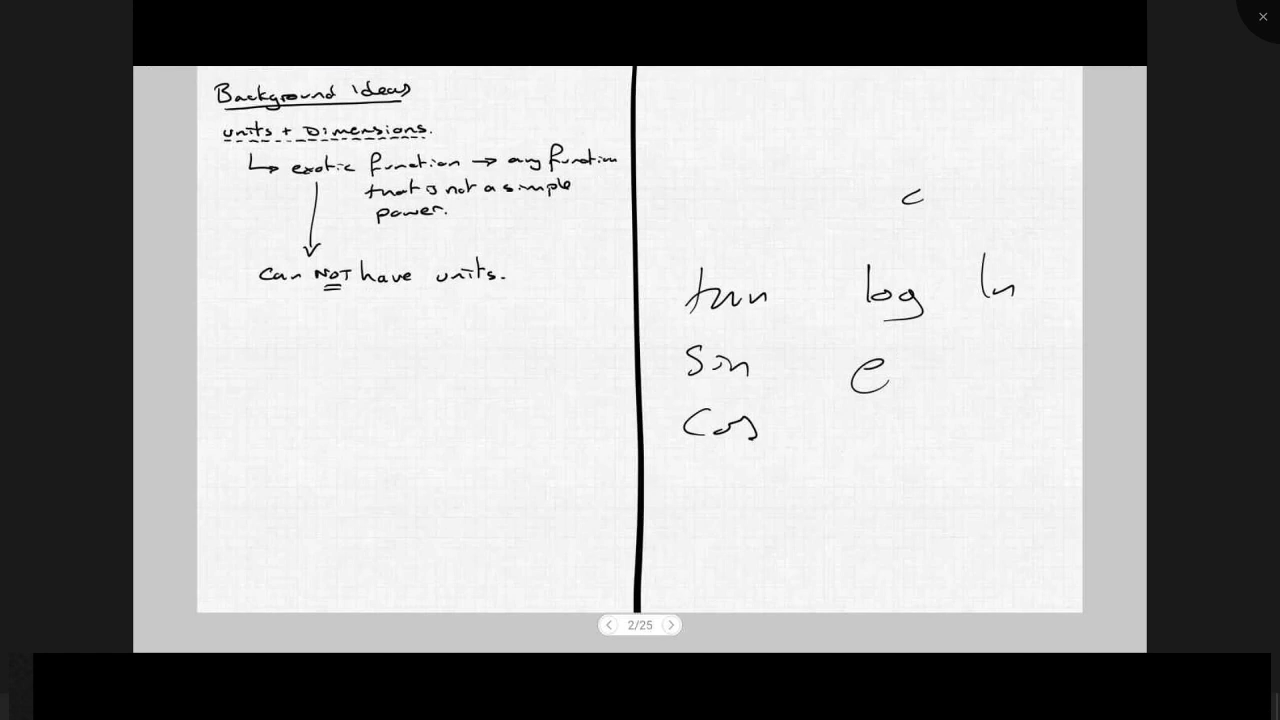 Background Ideas
units + Dimensions.
↳ exotic function → any function
that is not a simple
power.
can NOT have units.
c
tan log ln
sin e
cos
2/25